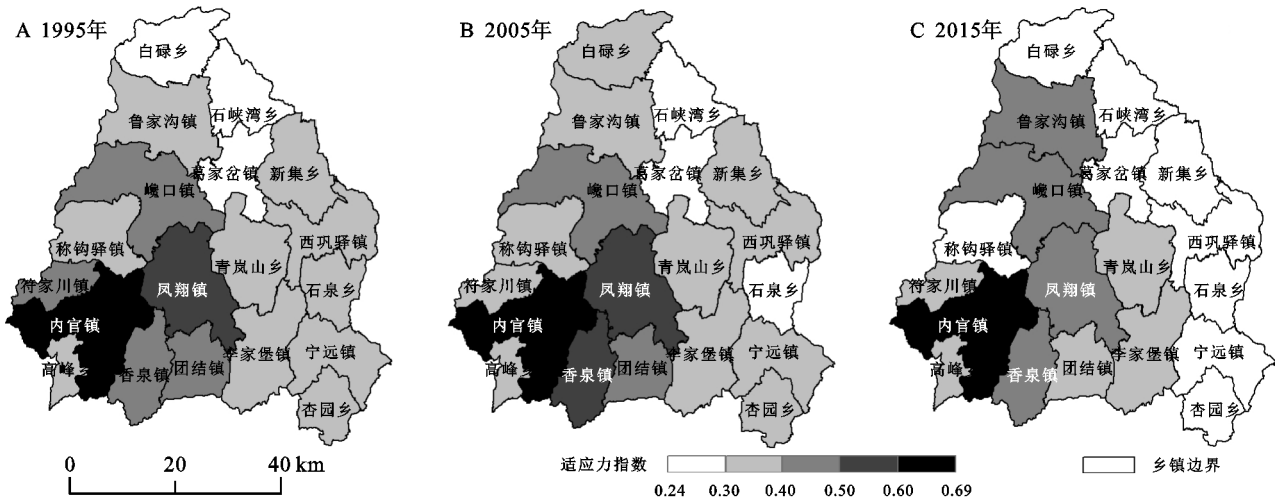 A 1995年
白碌乡
石峡湾乡
鲁家沟镇
葛家岔镇
新集乡
巉口镇
称钩驿镇
西巩驿镇
青岚山乡
符家川镇
凤翔镇
石泉乡
内官镇
高峰乡
香泉镇
团结镇
李家堡镇
宁远镇
杏园乡
B 2005年
白碌乡
石峡湾乡
鲁家沟镇
葛家岔镇
新集乡
巉口镇
称钩驿镇
西巩驿镇
青岚山乡
符家川镇
凤翔镇
石泉乡
内官镇
高峰乡
香泉镇
团结镇
李家堡镇
宁远镇
杏园乡
C 2015年
白碌乡
石峡湾乡
鲁家沟镇
葛家岔镇
新集乡
巉口镇
称钩驿镇
西巩驿镇
青岚山乡
符家川镇
凤翔镇
石泉乡
内官镇
高峰乡
香泉镇
团结镇
李家堡镇
宁远镇
杏园乡
0 20 40 km
适应力指数
0.24 0.30 0.40 0.50 0.60 0.69
乡镇边界